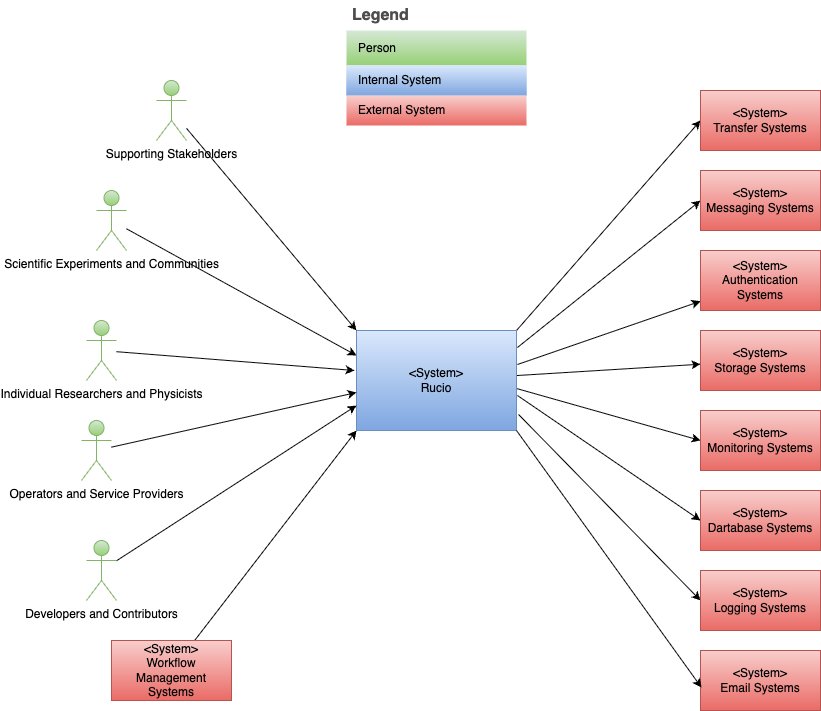 Legend
Person
Internal System
External System
Supporting Stakeholders
Scientific Experiments and Communities
Individual Researchers and Physicists
Operators and Service Providers
Developers and Contributors
<System>
Workflow
Management
Systems
<System>
Rucio
<System>
Transfer Systems
<System>
Messaging Systems
<System>
Authentication
Systems
<System>
Storage Systems
<System>
Monitoring Systems
<System>
Dartabase Systems
<System>
Logging Systems
<System>
Email Systems